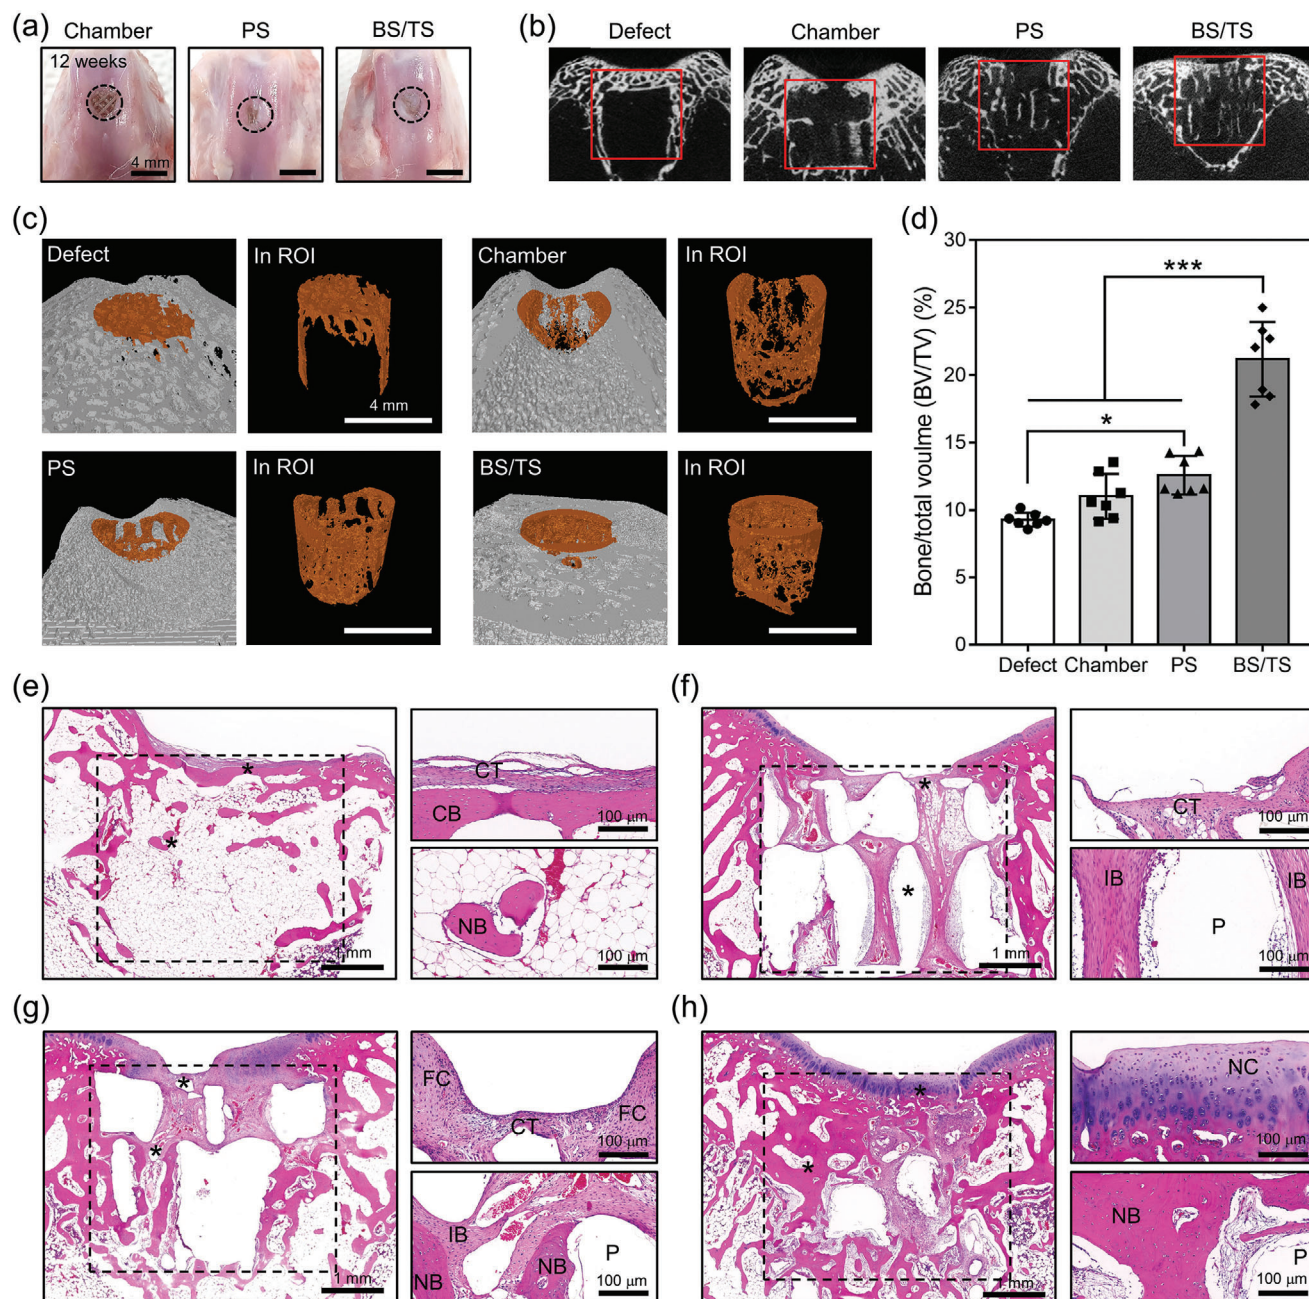 (a)
Chamber PS BS/TS
12 weeks
4 mm
(b)
Defect Chamber PS BS/TS
(c)
Defect In ROI Chamber In ROI
4 mm
PS In ROI BS/TS In ROI
(d)
Bone/total voulme (BV/TV) (%)
30
25
20
15
10
5
0
***
*
Defect Chamber PS BS/TS
(e)
*
*
1 mm
CT
CB
100 μm
NB
100 μm
(f)
*
*
1 mm
CT
100 μm
IB IB
P
100 μm
(g)
*
*
1 mm
FC
FC
CT
100 μm
IB
NB NB P
100 μm
(h)
*
*
mm
NC
100 μm
NB
P
100 μm